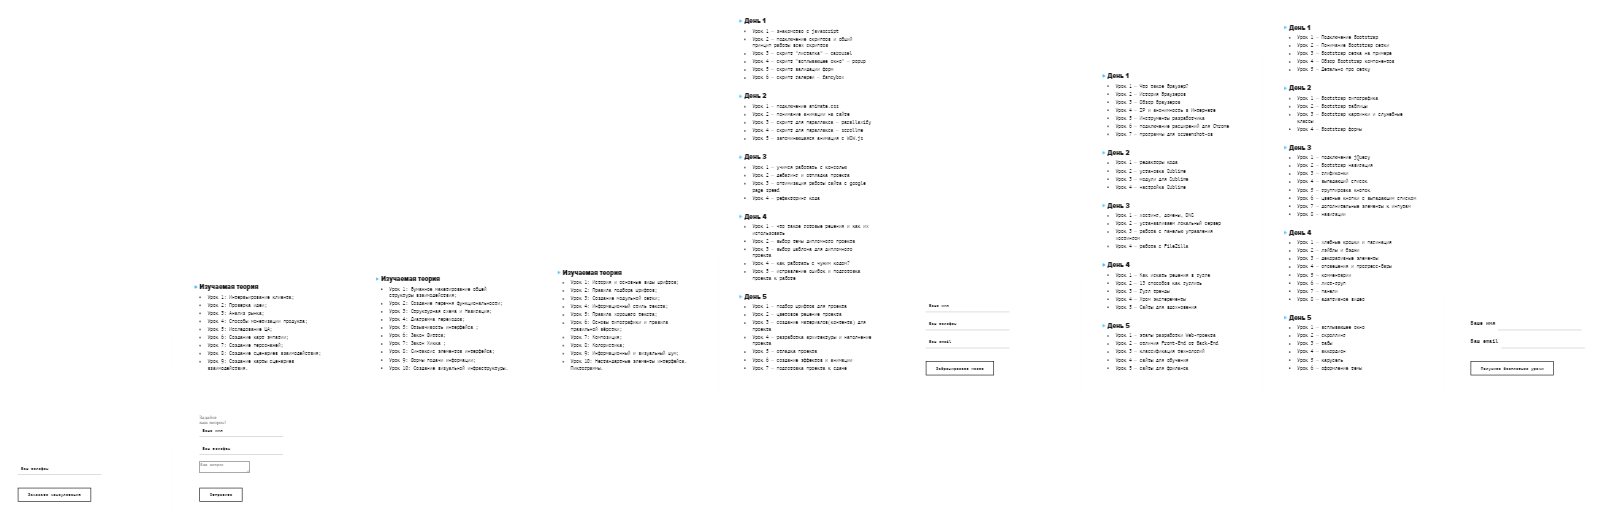 Изучаемая теория
Урок 1: Интервьюирование клиента;
Урок 2: Проверка идеи;
Урок 3: Анализ рынка;
Урок 4: Способы монетизации продукта;
Урок 5: Исследование ЦА;
Урок 6: Создание карт эмпатии;
Урок 7: Создание персонажей;
Урок 8: Создание сценариев взаимодействия;
Урок 9: Создание карты сценариев
взаимодействия.
Изучаемая теория
Урок 1: Бумажное макетирование общей
структуры взаимодействия;
Урок 2: Создание перечня функциональности;
Урок 3: Структурная схема и Навигация;
Урок 4: Диаграмма переходов;
Урок 5: Отзывчивость интерфейса ;
Урок 6: Закон Фиттса;
Урок 7: Закон Хикка ;
Урок 8: Синтаксис элементов интерфейса;
Урок 9: Формы подачи информации;
Урок 10: Создание визуальной инфраструктуры.
Изучаемая теория
Урок 1: История и основные виды шрифтов;
Урок 2: Правила подбора шрифтов;
Урок 3: Создание модульной сетки;
Урок 4: Информационный стиль текста;
Урок 5: Правила хорошего текста;
Урок 6: Основы типографики и правила
правильной вёрстки;
Урок 7: Композиция;
Урок 8: Колористика;
Урок 9: Информационный и визуальный шум;
Урок 10: Нестандартные элементы интерфейса.
Пиктограммы.
День 1
Урок 1 – знакомство с javascript
Урок 2 – подключение скриптов и общий
принцип работы всех скриптов
Урок 3 – скрипт "листалка" – carousel
Урок 4 – скрипт "всплывающее окно" – popup
Урок 5 – скрипт валидации форм
Урок 6 – скрипт галереи – fancybox
День 2
Урок 1 – подключение animate.css
Урок 2 – понимание анимации на сайте
Урок 3 – скрипт для параллакса – parallaxify
Урок 4 – скрипт для параллакса – scrollme
Урок 5 – запоминающаяся анимация с WOW.js
День 3
Урок 1 – учимся работать с консолью
Урок 2 – дебагинг и отладка проекта
Урок 3 – оптимизация работы сайта с google
page speed
Урок 4 – рефакторинг кода
День 4
Урок 1 – что такое готовые решения и как их
использовать
Урок 2 – выбор темы дипломного проекта
Урок 3 – выбор шаблона для дипломного
проекта
Урок 4 – как работать с чужим кодом?
Урок 5 – исправление ошибок и подготовка
проекта к работе
День 5
Урок 1 – подбор шрифтов для проекта
Урок 2 – цветовое решение проекта
Урок 3 – создание материалов(контента) для
проекта
Урок 4 – разработка архитектуры и наполнение
проекта
Урок 5 – отладка проекта
Урок 6 – создание эффектов и анимации
Урок 7 – подготовка проекта к сдаче
Ваше имя
Ваш телефон
Ваш email
Забронировать место
День 1
Урок 1 – Что такое браузер?
Урок 2 – История браузеров
Урок 3 – Обзор браузеров
Урок 4 – IP и анонимность в Интернете
Урок 5 – Инструменты разработчика
Урок 6 – подключение расширений для Chrome
Урок 7 – программы для screenshot-ов
День 2
Урок 1 – редакторы кода
Урок 2 – установка Sublime
Урок 3 – модули для Sublime
Урок 4 – настройка Sublime
День 3
Урок 1 – хостинг, домены, DNS
Урок 2 – устанавливаем локальный сервер
Урок 3 – работа с панелью управления
хостингом
Урок 4 – работа с FileZilla
День 4
Урок 1 – Как искать решения в гугле
Урок 2 – 13 способов как гуглить
Урок 3 – Гугл тренды
Урок 4 – Хром эксперименты
Урок 5 – Сайты для вдохновения
День 5
Урок 1 – этапы разработки Web-проектов
Урок 2 – отличия Front-End от Back-End
Урок 3 – классификация технологий
Урок 4 – сайты для обучения
Урок 5 – сайты для фриланса
День 1
Урок 1 – Подключение Bootstrap
Урок 2 – Понимание Bootstrap сетки
Урок 3 – Bootstrap сетка на примере
Урок 4 – Обзор Bootstrap компонентов
Урок 5 – Детально про сетку
День 2
Урок 1 – Bootstrap типографика
Урок 2 – Bootstrap таблицы
Урок 3 – Bootstrap картинки и служебные
классы
Урок 4 – Bootstrap формы
День 3
Урок 1 – подключение jQuery
Урок 2 – Bootstrap навигация
Урок 3 – глификонки
Урок 4 – выпадающий список
Урок 5 – группировка кнопок
Урок 6 – цветные кнопки с выпадающим списком
Урок 7 – дополнительные элементы к инпутам
Урок 8 – навигации
День 4
Урок 1 – хлебные крошки и пагинация
Урок 2 – лэйблы и баджи
Урок 3 – декоративные элементы
Урок 4 – оповещения и прогресс-бары
Урок 5 – комментарии
Урок 6 – лист-груп
Урок 7 – панели
Урок 8 – адаптивное видео
День 5
Урок 1 – всплывающее окно
Урок 2 – скроллинг
Урок 3 – табы
Урок 4 – аккордион
Урок 5 – карусель
Урок 6 – оформление темы
Ваше имя
Ваш email
Получить бесплатные уроки
Ваш телефон
Заказать консультацию
Задайте
нам вопрос!
Ваше имя
Ваш телефон
Ваш вопрос
Отправить